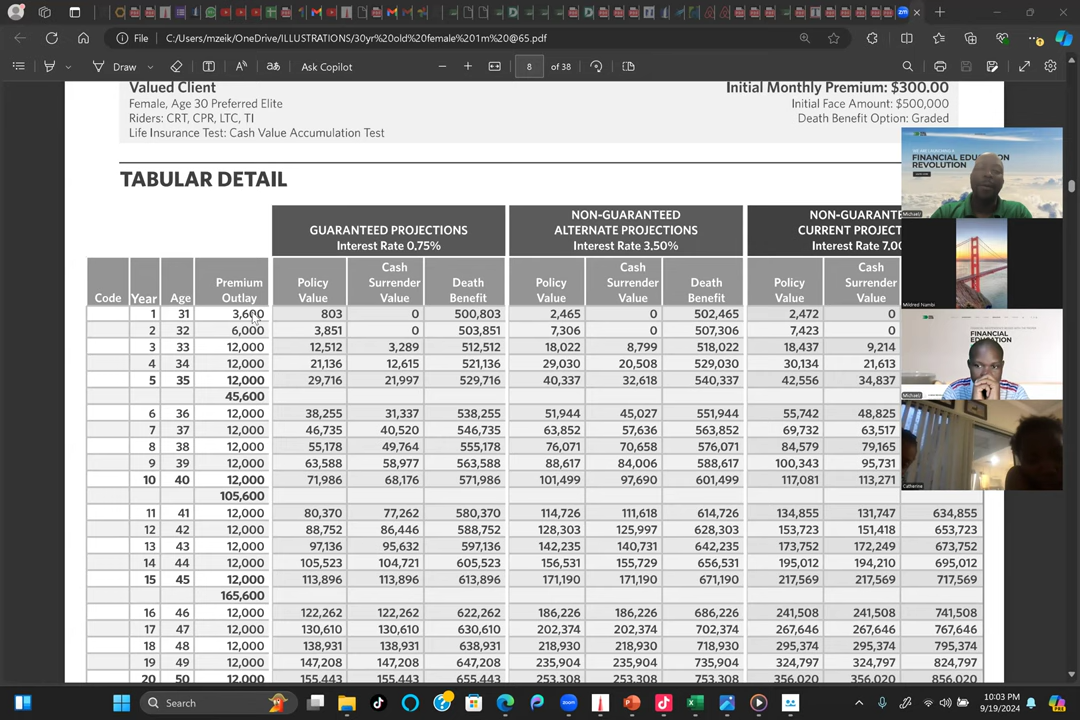 File
C:/Users/mzeik/OneDrive/ILLUSTRATIONS/30yr%20old%20female%201m%20@65.pdf
Draw
Ask Copilot
8 of 38
Valued Client
Initial Monthly Premium: $300.00
Female, Age 30 Preferred Elite
Initial Face Amount: $500,000
Riders: CRT, CPR, LTC, TI
Death Benefit Option: Graded
Life Insurance Test: Cash Value Accumulation Test
TABULAR DETAIL
GUARANTEED PROJECTIONS
Interest Rate 0.75%
NON-GUARANTEED
ALTERNATE PROJECTIONS
Interest Rate 3.50%
NON-GUARANTE
CURRENT PROJECT
Interest Rate 7.00
Code Year Age Premium Outlay Policy Value Cash Surrender Value Death Benefit Policy Value Cash Surrender Value Death Benefit Policy Value Cash Surrender Value
1 31 3,600 803 0 500,803 2,465 0 502,465 2,472 0
2 32 6,000 3,851 0 503,851 7,306 0 507,306 7,423 0
3 33 12,000 12,512 3,289 512,512 18,022 8,799 518,022 18,437 9,214
4 34 12,000 21,136 12,615 521,136 29,030 20,508 529,030 30,134 21,613
5 35 12,000 29,716 21,997 529,716 40,337 32,618 540,337 42,556 34,837
45,600
6 36 12,000 38,255 31,337 538,255 51,944 45,027 551,944 55,742 48,825
7 37 12,000 46,735 40,520 546,735 63,852 57,636 563,852 69,732 63,517
8 38 12,000 55,178 49,764 555,178 76,071 70,658 576,071 84,579 79,165
9 39 12,000 63,588 58,977 563,588 88,617 84,006 588,617 100,343 95,731
10 40 12,000 71,986 68,176 571,986 101,499 97,690 601,499 117,081 113,271
105,600
11 41 12,000 80,370 77,262 580,370 114,726 111,618 614,726 134,855 131,747 634,855
12 42 12,000 88,752 86,446 588,752 128,303 125,997 628,303 153,723 151,418 653,723
13 43 12,000 97,136 95,632 597,136 142,235 140,731 642,235 173,752 172,249 673,752
14 44 12,000 105,523 104,721 605,523 156,531 155,729 656,531 195,012 194,210 695,012
15 45 12,000 113,896 113,896 613,896 171,190 171,190 671,190 217,569 217,569 717,569
165,600
16 46 12,000 122,262 122,262 622,262 186,226 186,226 686,226 241,508 241,508 741,508
17 47 12,000 130,610 130,610 630,610 202,374 202,374 702,374 267,646 267,646 767,646
18 48 12,000 138,931 138,931 638,931 218,930 218,930 718,930 295,374 295,374 795,374
19 49 12,000 147,208 147,208 647,208 235,904 235,904 735,904 324,797 324,797 824,797
20 50 12,000 155,443 155,443 655,443 253,308 253,308 753,308 356,020 356,020 856,020
FINANCIAL EDU
REVOLUTION
Michael
Mildred Nambi
FINANCIAL
EDUCATION
Michael
Catherine
Search
10:03 PM
9/19/2024